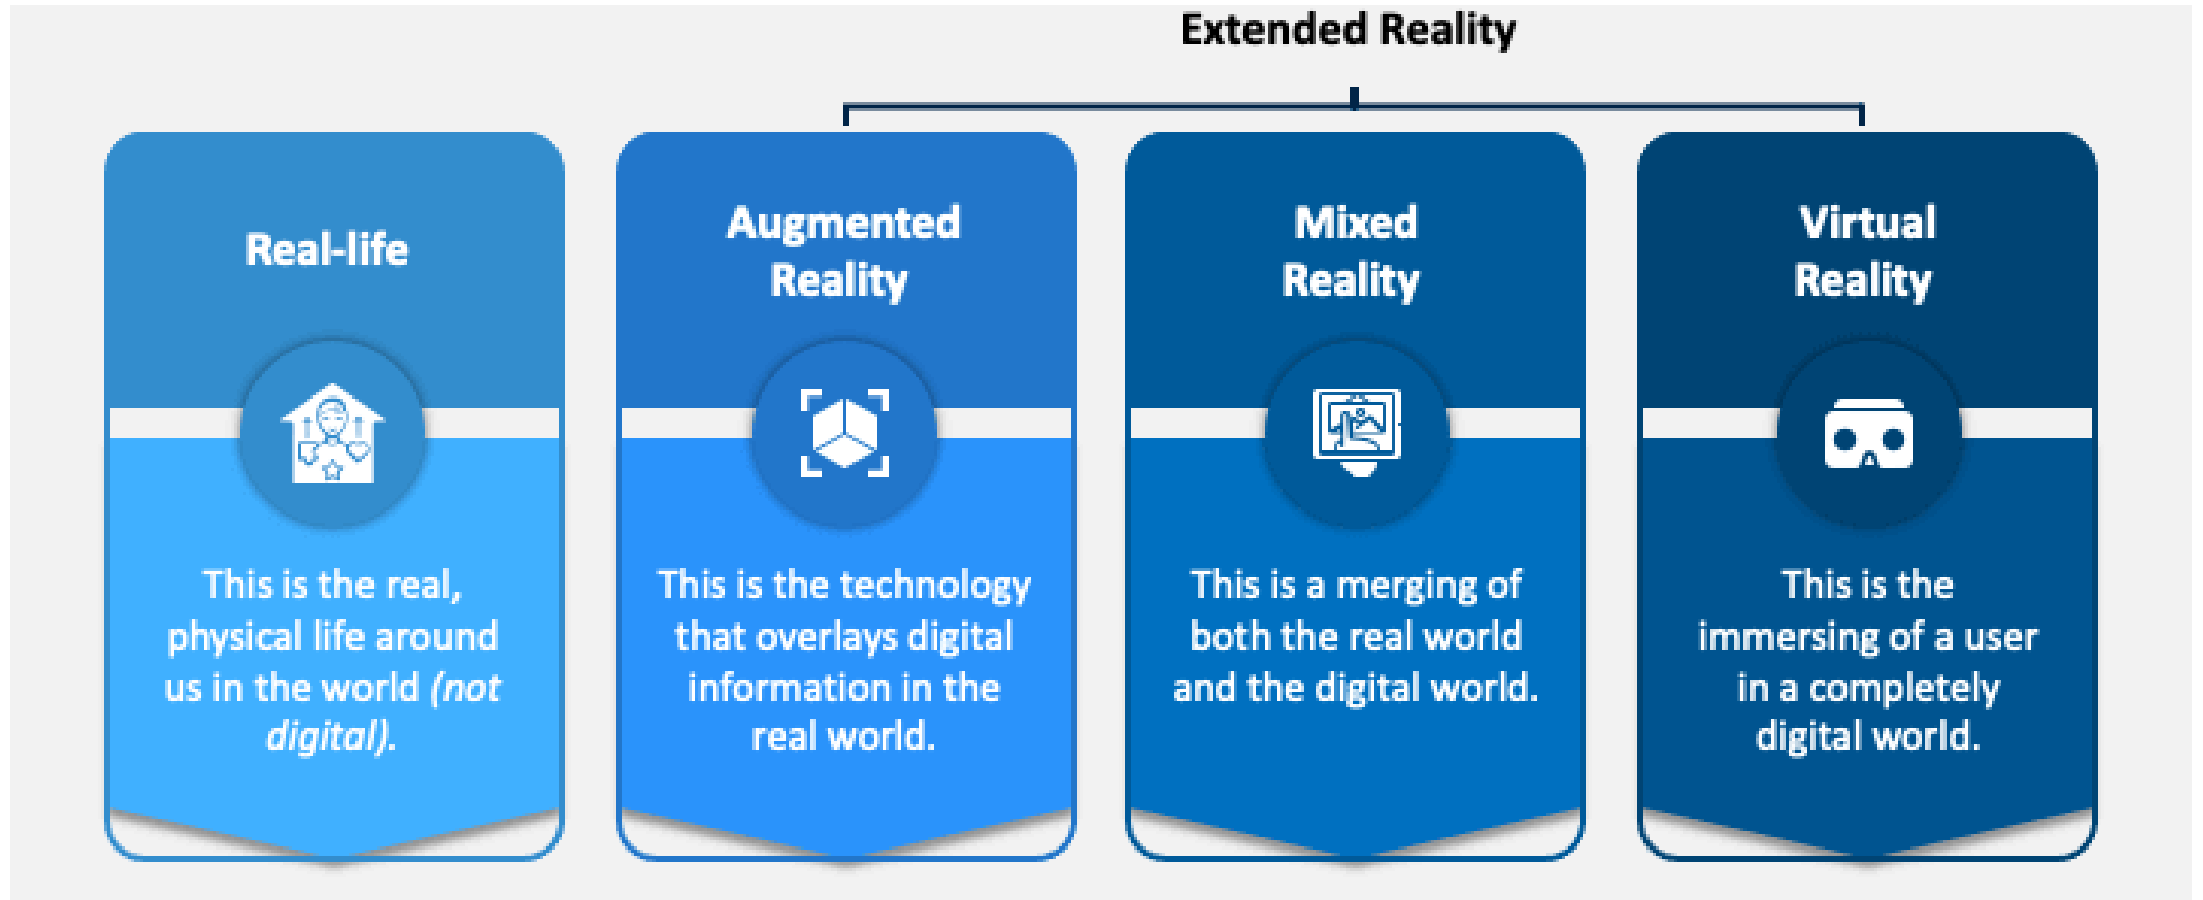 Extended Reality
Real-life
This is the real,
physical life around
us in the world (not
digital).
Augmented
Reality
This is the technology
that overlays digital
information in the
real world.
Mixed
Reality
This is a merging of
both the real world
and the digital world.
Virtual
Reality
This is the
immersing of a user
in a completely
digital world.